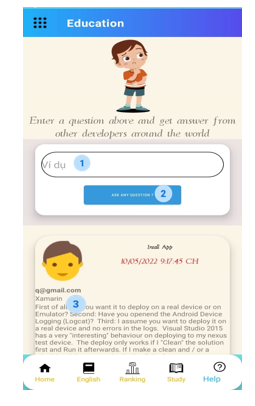 Education
Enter a question above and get answer from
other developers around the world
Ví dụ 1
ASK ANY QUESTION ? 2
Insall App
10/05/2022 9:17:45 CH
q@gmail.com
Xamarin
First of all 3 ou want it to deploy on a real device or on
Emulator? Second: Have you openend the Android Device
Logging (Logcat)? Third: I assume you want to deploy it on
a real device and no errors in the logs. Visual Studio 2015
has a very "interesting" behaviour on deploying to my nexus
test device. The deploy only works if I "Clean" the solution
first and Run it afterwards. If I make a clean and / or a
Home English Ranking Study Help